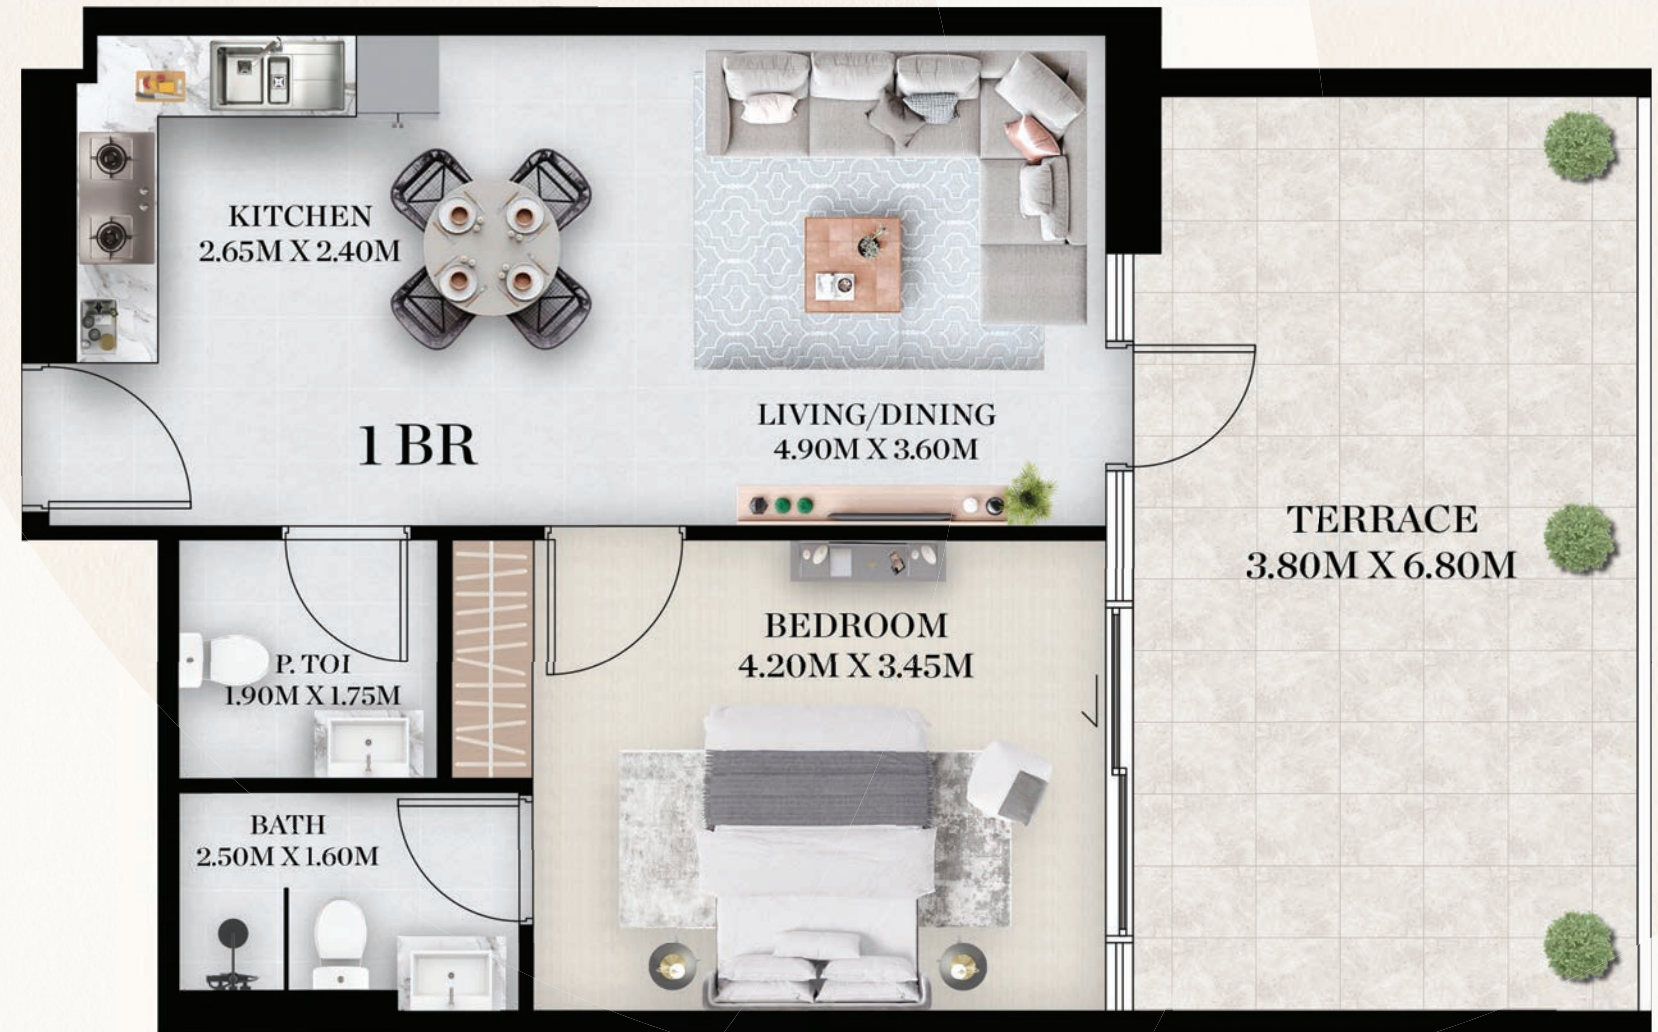 KITCHEN
2.65M X 2.40M
1 BR
LIVING/DINING
4.90M X 3.60M
TERRACE
3.80M X 6.80M
P. TOI
1.90M X 1.75M
BEDROOM
4.20M X 3.45M
BATH
2.50M X 1.60M